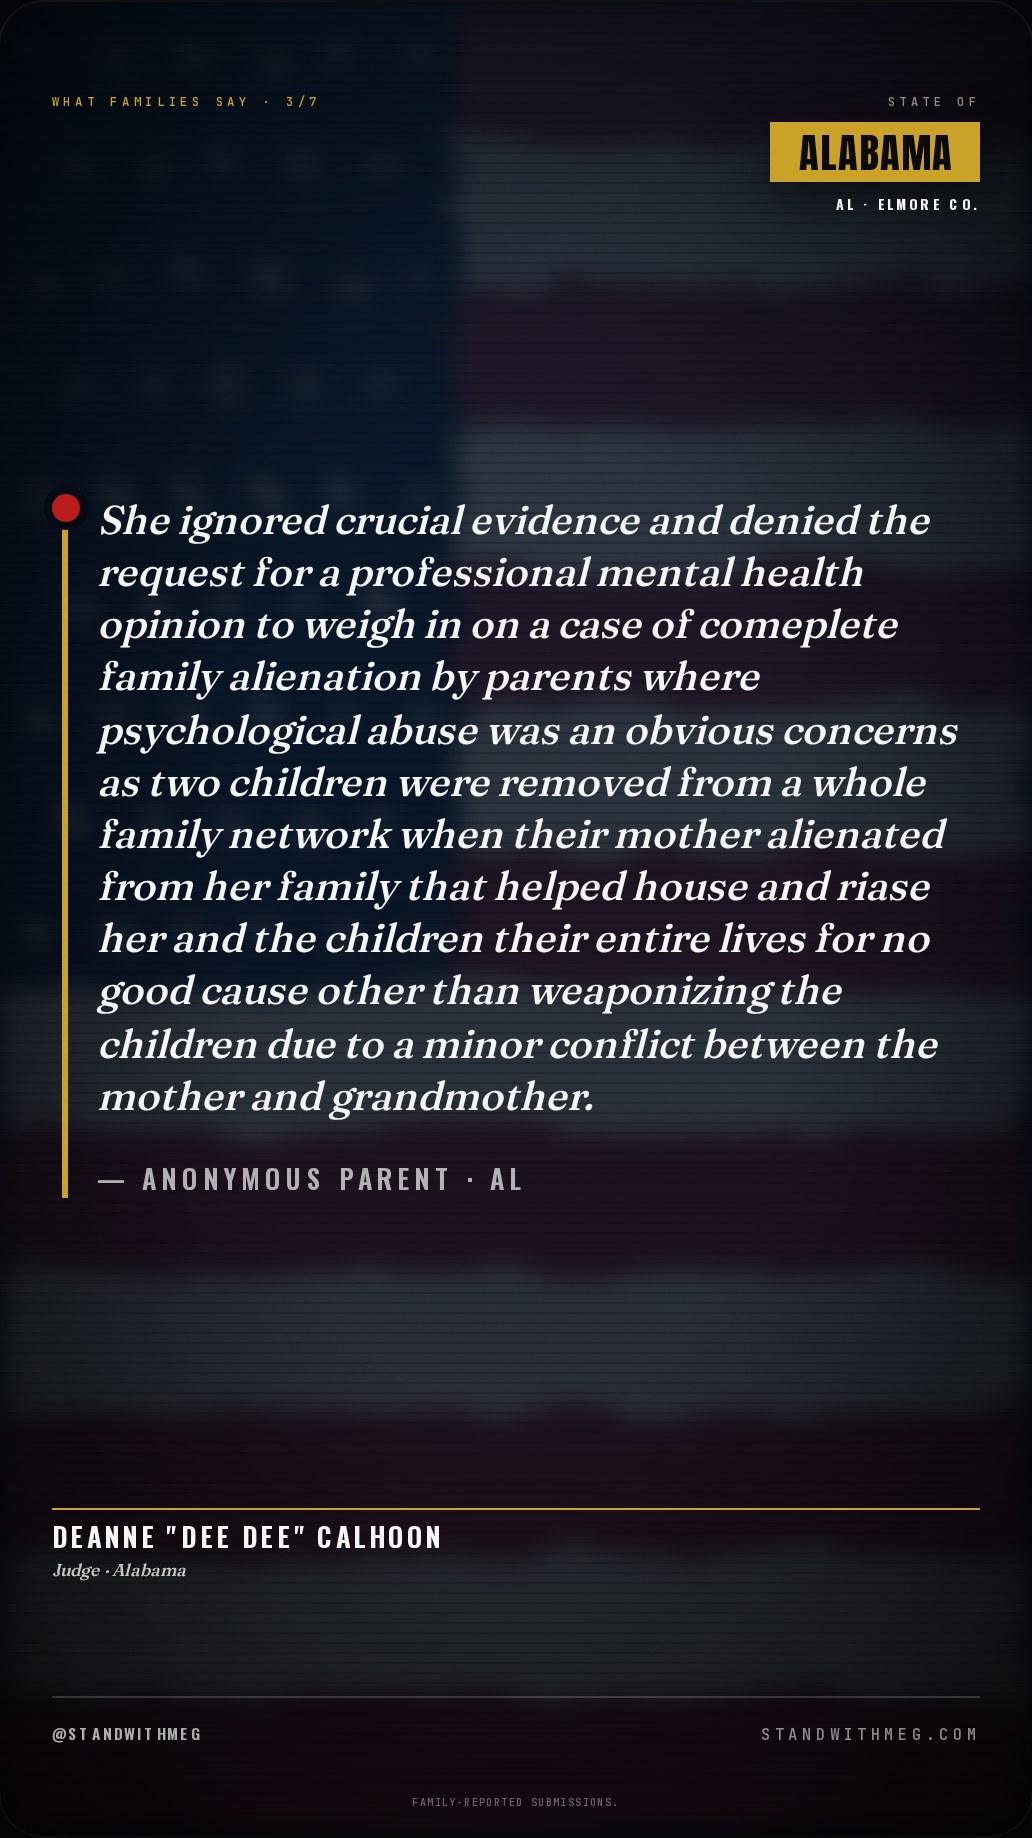 WHAT FAMILIES SAY · 3/7
STATE OF
ALABAMA
AL · ELMORE CO.
She ignored crucial evidence and denied the
request for a professional mental health
opinion to weigh in on a case of comeplete
family alienation by parents where
psychological abuse was an obvious concerns
as two children were removed from a whole
family network when their mother alienated
from her family that helped house and riase
her and the children their entire lives for no
good cause other than weaponizing the
children due to a minor conflict between the
mother and grandmother.
— ANONYMOUS PARENT · AL
DEANNE "DEE DEE" CALHOON
Judge · Alabama
@STANDWITHMEG
STANDWITHMEG.COM
FAMILY-REPORTED SUBMISSIONS.